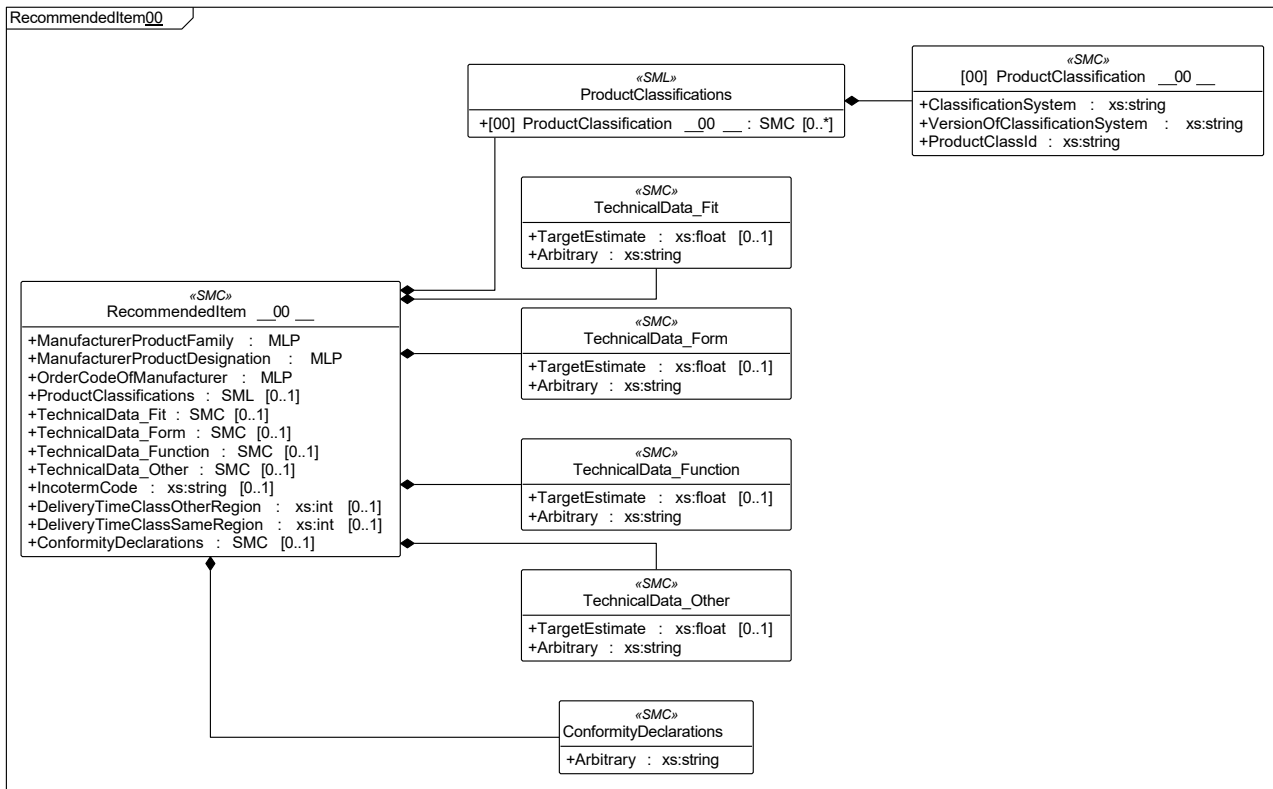 RecommendedItem00
«SML»
ProductClassifications
+[00] ProductClassification __00 __ : SMC [0..*]
«SMC»
[00] ProductClassification __00 __
+ClassificationSystem : xs:string
+VersionOfClassificationSystem : xs:string
+ProductClassId : xs:string
«SMC»
TechnicalData_Fit
+TargetEstimate : xs:float [0..1]
+Arbitrary : xs:string
«SMC»
RecommendedItem __00 __
+ManufacturerProductFamily : MLP
+ManufacturerProductDesignation : MLP
+OrderCodeOfManufacturer : MLP
+ProductClassifications : SML [0..1]
+TechnicalData_Fit : SMC [0..1]
+TechnicalData_Form : SMC [0..1]
+TechnicalData_Function : SMC [0..1]
+TechnicalData_Other : SMC [0..1]
+IncotermCode : xs:string [0..1]
+DeliveryTimeClassOtherRegion : xs:int [0..1]
+DeliveryTimeClassSameRegion : xs:int [0..1]
+ConformityDeclarations : SMC [0..1]
«SMC»
TechnicalData_Form
+TargetEstimate : xs:float [0..1]
+Arbitrary : xs:string
«SMC»
TechnicalData_Function
+TargetEstimate : xs:float [0..1]
+Arbitrary : xs:string
«SMC»
TechnicalData_Other
+TargetEstimate : xs:float [0..1]
+Arbitrary : xs:string
«SMC»
ConformityDeclarations
+Arbitrary : xs:string